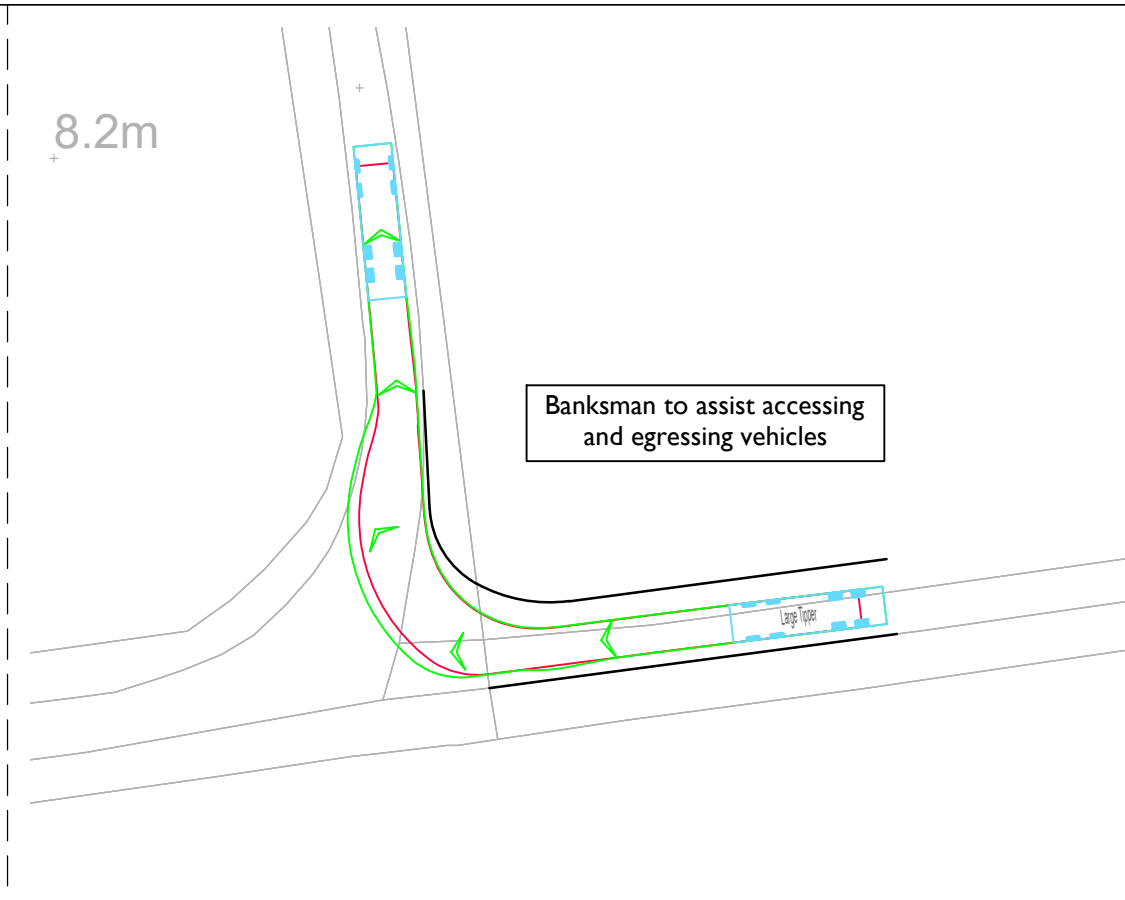 8.2m
Banksman to assist accessing
and egressing vehicles
Large Tipper